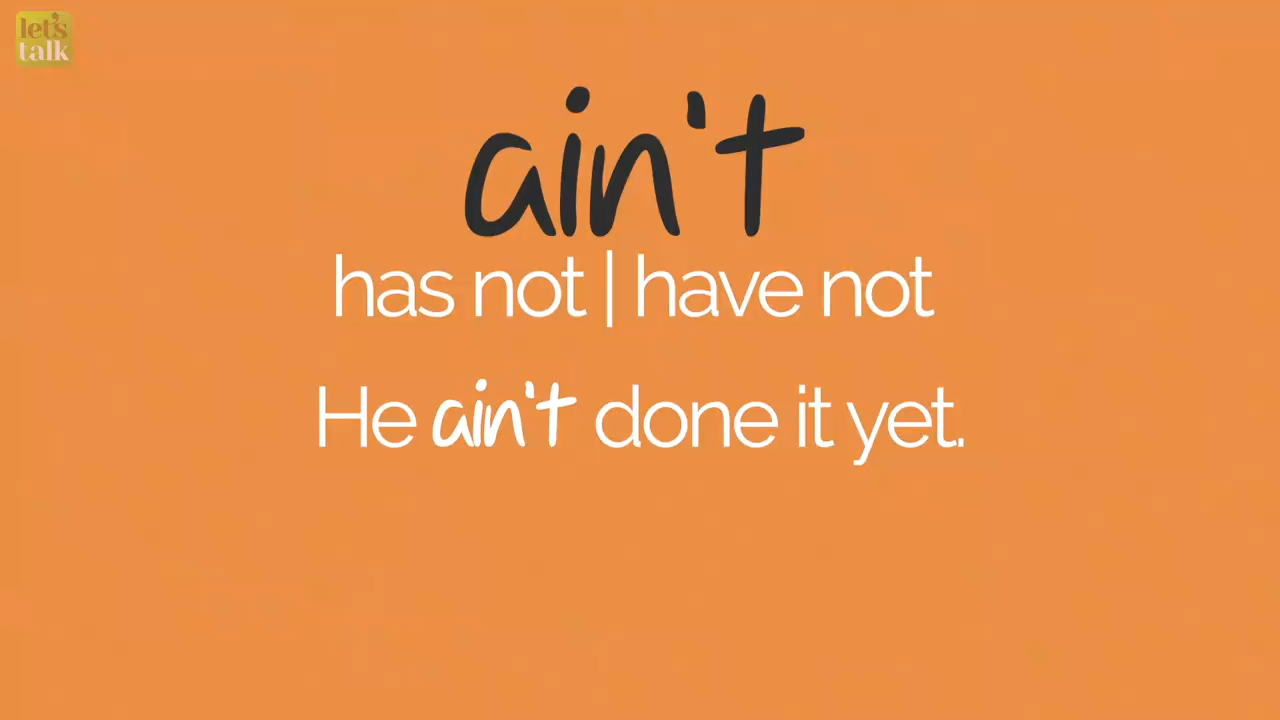 let's
talk
ain't
has not | have not
He ain't done it yet.